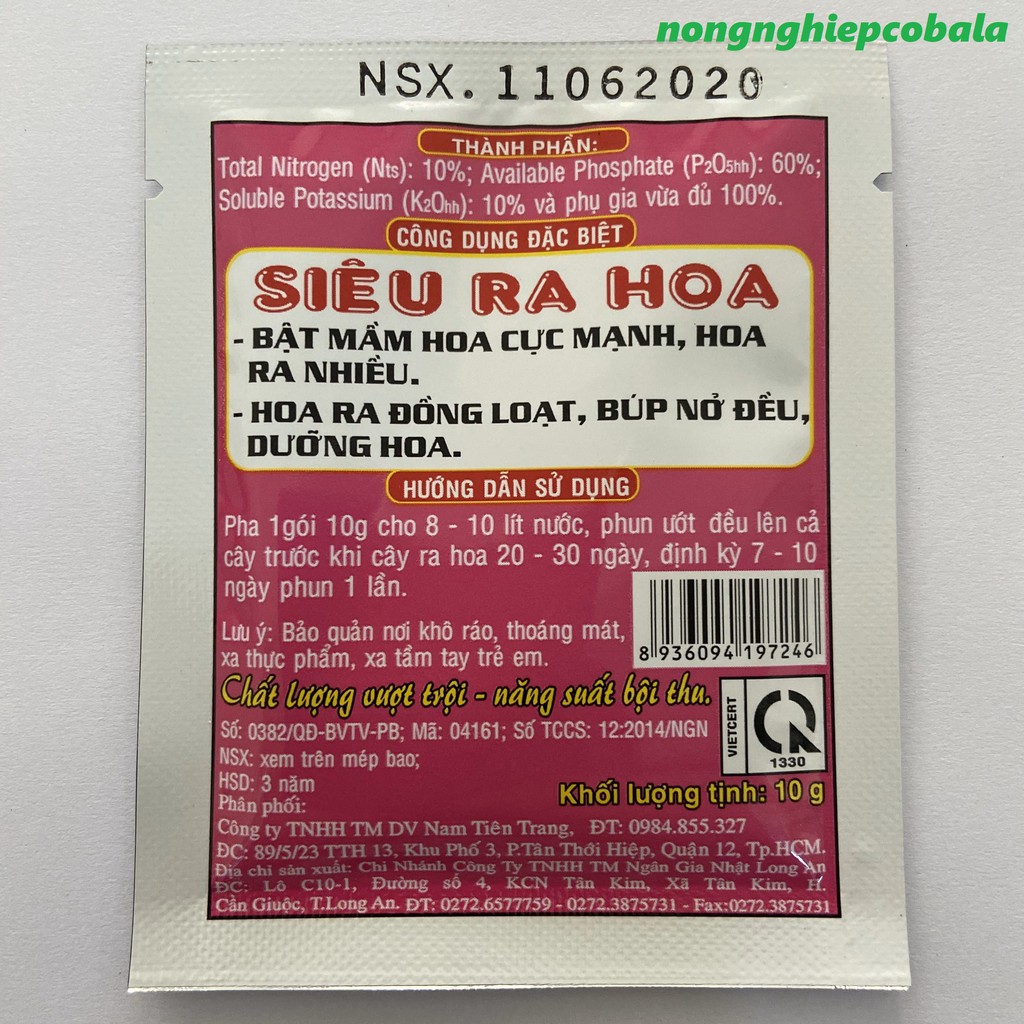 nongnghiepcobala
NSX. 11062020
THÀNH PHẦN:
Total Nitrogen (Nts): 10%; Available Phosphate (P2O5hh): 60%;
Soluble Potassium (K2Ohh): 10% và phụ gia vừa đủ 100%.
CÔNG DỤNG ĐẶC BIỆT
SIÊU RA HOA
- BẬT MẦM HOA CỰC MẠNH, HOA
RA NHIỀU.
- HOA RA ĐỒNG LOẠT, BÚP NỞ ĐỀU,
DƯỠNG HOA.
HƯỚNG DẪN SỬ DỤNG
Pha 1gói 10g cho 8 - 10 lít nước, phun ướt đều lên cả
cây trước khi cây ra hoa 20 - 30 ngày, định kỳ 7 - 10
ngày phun 1 lần.
Lưu ý: Bảo quản nơi khô ráo, thoáng mát,
xa thực phẩm, xa tầm tay trẻ em.
8 936094 197246
Chất lượng vượt trội - năng suất bội thu.
Số: 0382/QĐ-BVTV-PB; Mã: 04161; Số TCCS: 12:2014/NGN
VIETCERT
1330
NSX: xem trên mép bao;
HSD: 3 năm
Khối lượng tịnh: 10 g
Phân phối:
Công ty TNHH TM DV Nam Tiên Trang, ĐT: 0984.855.327
ĐC: 89/5/23 TTH 13, Khu Phố 3, P.Tân Thới Hiệp, Quận 12, Tp.HCM.
Địa chỉ sản xuất: Chi Nhánh Công Ty TNHH TM Ngân Gia Nhật Long An
ĐC: Lô C10-1, Đường số 4, KCN Tân Kim, Xã Tân Kim, H.
Cần Giuộc, T.Long An. ĐT: 0272.6577759 - 0272.3875731 - Fax:0272.3875731